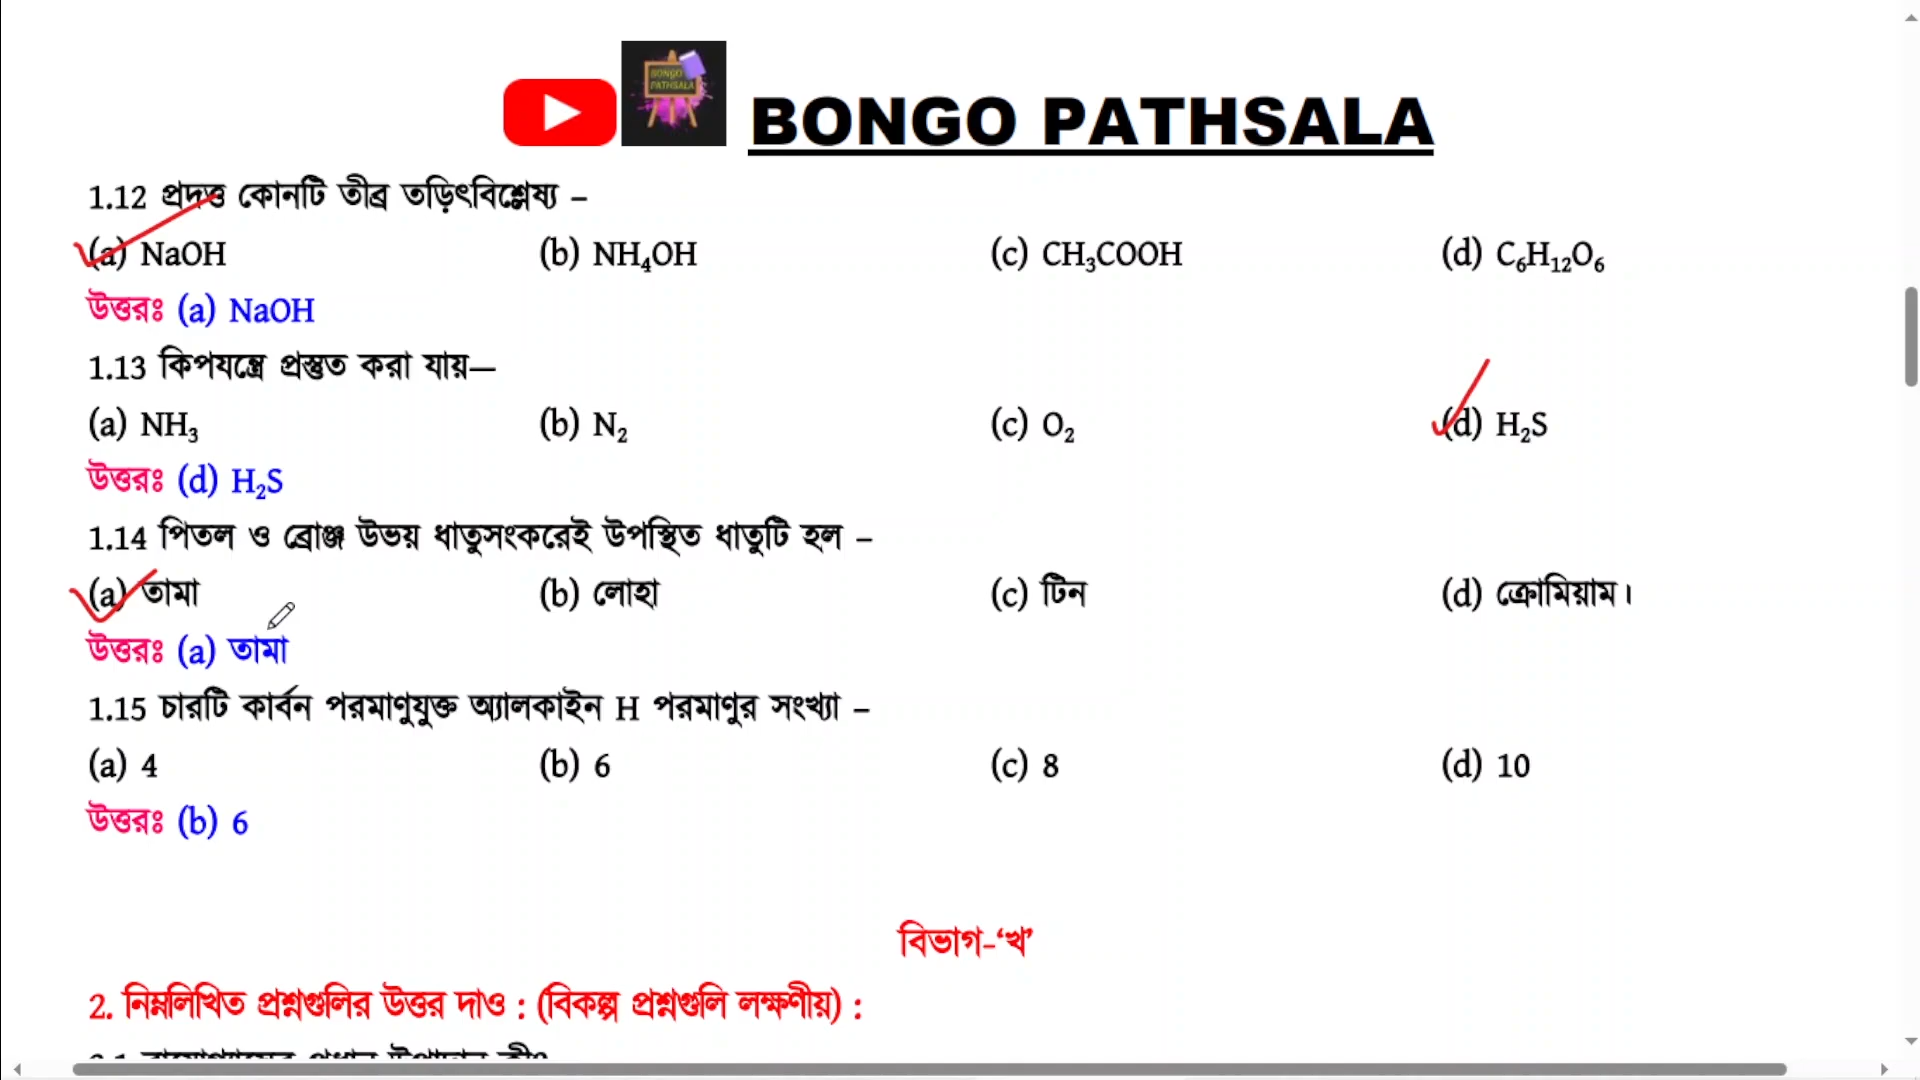 BONGO PATHSALA
BONGO PATHSALA
1.12 প্রদত্ত কোনটি তীব্র তড়িৎবিশ্লেষ্য –
(a) NaOH (b) NH₄OH (c) CH₃COOH (d) C₆H₁₂O₆
উত্তরঃ (a) NaOH
1.13 কিপযন্ত্রে প্রস্তুত করা যায়—
(a) NH₃ (b) N₂ (c) O₂ (d) H₂S
উত্তরঃ (d) H₂S
1.14 পিতল ও ব্রোঞ্জ উভয় ধাতুসংকরেই উপস্থিত ধাতুটি হল –
(a) তামা (b) লোহা (c) টিন (d) ক্রোমিয়াম।
উত্তরঃ (a) তামা
1.15 চারটি কার্বন পরমাণুযুক্ত অ্যালকাইন H পরমাণুর সংখ্যা –
(a) 4 (b) 6 (c) 8 (d) 10
উত্তরঃ (b) 6
বিভাগ-‘খ’
2. নিম্নলিখিত প্রশ্নগুলির উত্তর দাও : (বিকল্প প্রশ্নগুলি লক্ষণীয়) :